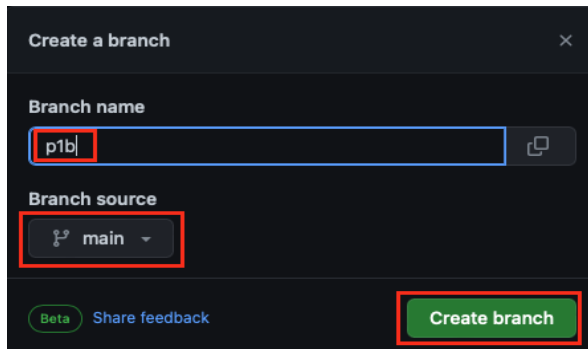 Create a branch
Branch name
p1b
Branch source
main
Beta Share feedback
Create branch